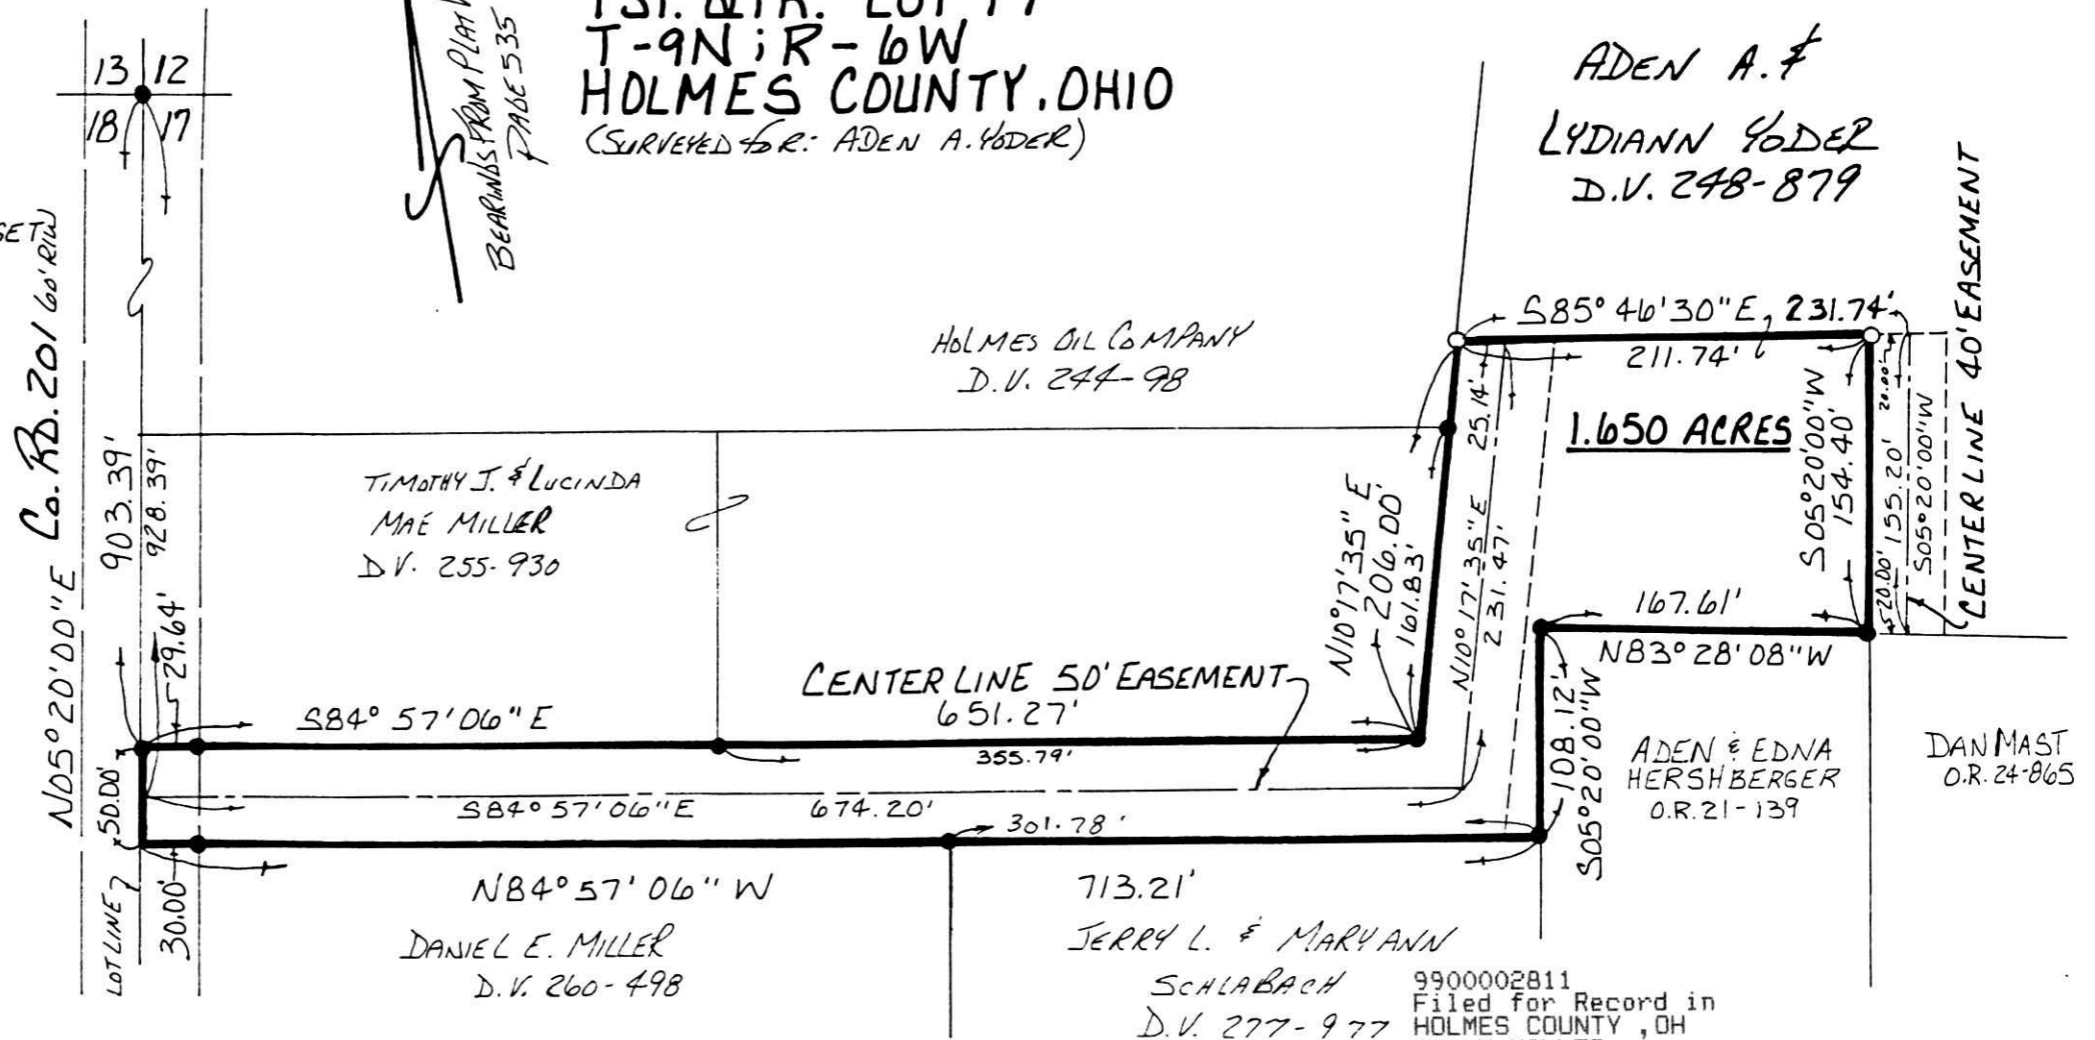 1ST. QTR. LOT 17
T-9N; R-6W
HOLMES COUNTY, OHIO
(SURVEYED FOR: ADEN A. YODER)
BEARINGS FROM PLAT
PAGE 535
13 12
18 17
SET
Co. RD. 201 60' R/W
N05°20'00"E
903.39'
928.39'
29.64'
50.00'
30.00'
LOT LINE
ADEN A. &
LYDIANN YODER
D.V. 248-879
HOLMES OIL COMPANY
D.V. 244-98
TIMOTHY J. & LUCINDA
MAE MILLER
D.V. 255-930
S85° 46'30"E, 231.74'
211.74'
25.14'
1.650 ACRES
S05°20'00"W
154.40'
20.00'
155.20'
20.00'
S05°20'00"W
CENTER LINE 40' EASEMENT
N10°17'35"E
206.00'
161.83'
N10°17'35"E
231.47'
167.61'
N83°28'08"W
108.12'
S05°20'00"W
CENTER LINE 50' EASEMENT
S84°57'06"E
651.27'
355.79'
S84°57'06"E 674.20'
301.78'
N84°57'06"W 713.21'
ADEN & EDNA
HERSHBERGER
O.R. 21-139
DAN MAST
O.R. 24-865
DANIEL E. MILLER
D.V. 260-498
JERRY L. & MARYANN
SCHLABACH
D.V. 277-977
9900002811
Filed for Record in
HOLMES COUNTY ,OH